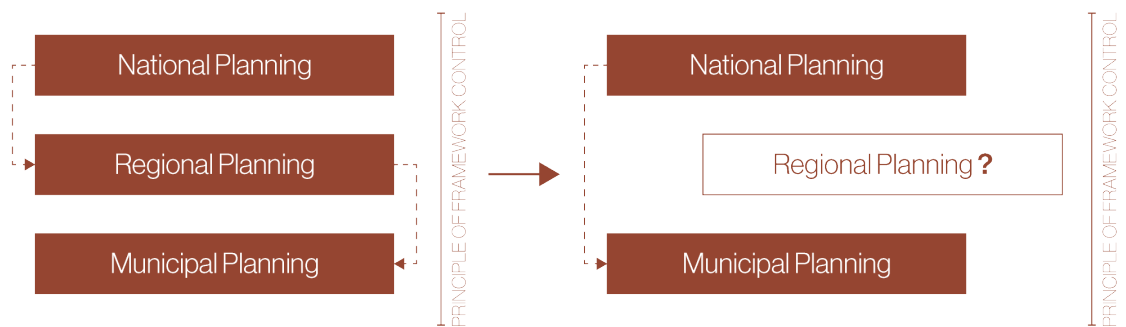 National Planning
Regional Planning
Municipal Planning
PRINCIPLE OF FRAMEWORK CONTROL
National Planning
Regional Planning ?
Municipal Planning
PRINCIPLE OF FRAMEWORK CONTROL